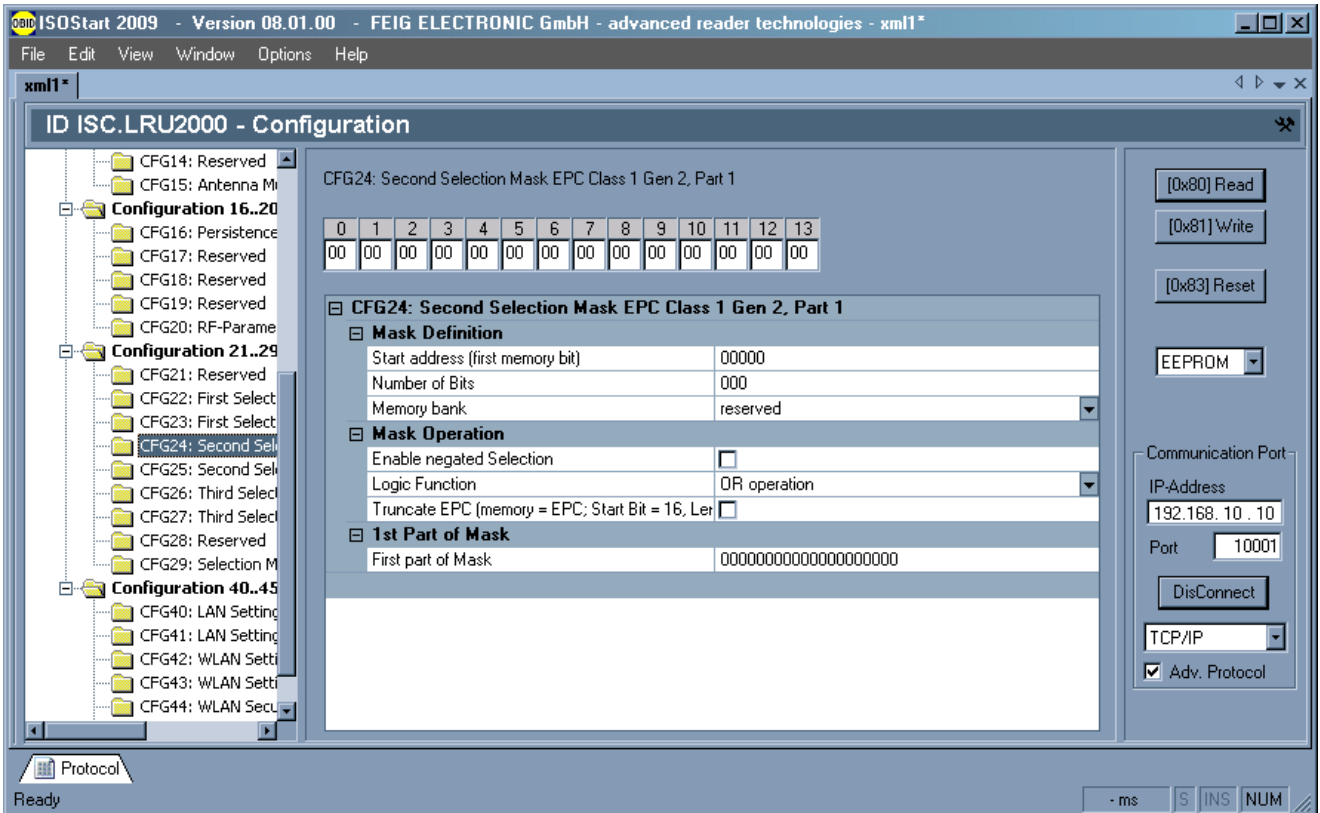 OBID ISOStart 2009 - Version 08.01.00 - FEIG ELECTRONIC GmbH - advanced reader technologies - xml1*
File Edit View Window Options Help
xml1*
ID ISC.LRU2000 - Configuration
CFG14: Reserved
CFG15: Antenna Mu
Configuration 16..20
CFG16: Persistence
CFG17: Reserved
CFG18: Reserved
CFG19: Reserved
CFG20: RF-Parame
Configuration 21..29
CFG21: Reserved
CFG22: First Select
CFG23: First Select
CFG24: Second Sele
CFG25: Second Sele
CFG26: Third Select
CFG27: Third Select
CFG28: Reserved
CFG29: Selection M
Configuration 40..45
CFG40: LAN Setting
CFG41: LAN Setting
CFG42: WLAN Setti
CFG43: WLAN Setti
CFG44: WLAN Secu
CFG24: Second Selection Mask EPC Class 1 Gen 2, Part 1
0 1 2 3 4 5 6 7 8 9 10 11 12 13
00 00 00 00 00 00 00 00 00 00 00 00 00 00
CFG24: Second Selection Mask EPC Class 1 Gen 2, Part 1
Mask Definition
Start address (first memory bit) 00000
Number of Bits 000
Memory bank reserved
Mask Operation
Enable negated Selection
Logic Function OR operation
Truncate EPC (memory = EPC; Start Bit = 16, Ler
1st Part of Mask
First part of Mask 00000000000000000000
[0x80] Read
[0x81] Write
[0x83] Reset
EEPROM
Communication Port
IP-Address
192.168. 10 . 10
Port 10001
DisConnect
TCP/IP
Adv. Protocol
Protocol
Ready - ms S INS NUM